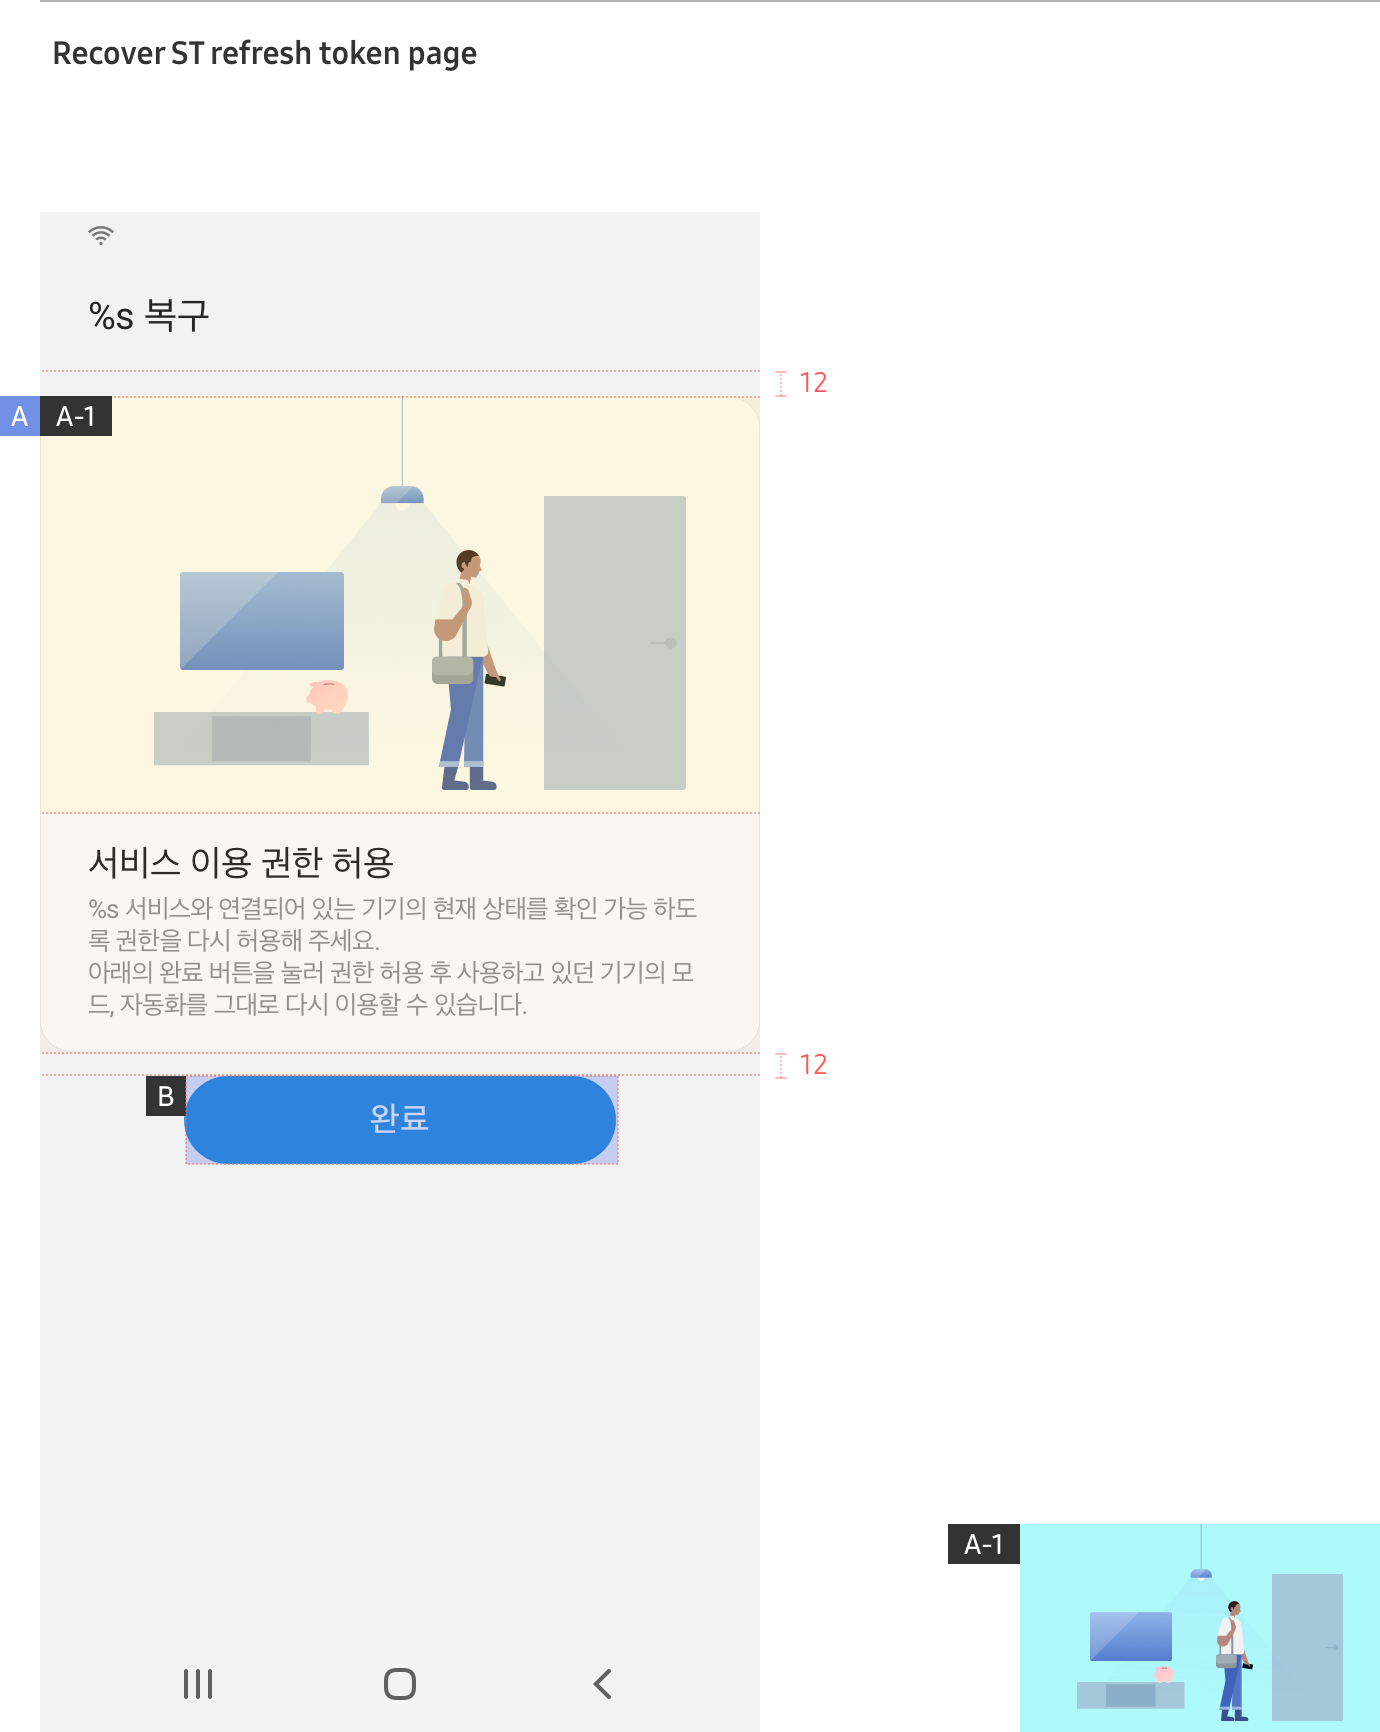 Recover ST refresh token page
%s 복구
12
A
A-1
서비스 이용 권한 허용
%s 서비스와 연결되어 있는 기기의 현재 상태를 확인 가능 하도
록 권한을 다시 허용해 주세요.
아래의 완료 버튼을 눌러 권한 허용 후 사용하고 있던 기기의 모
드, 자동화를 그대로 다시 이용할 수 있습니다.
12
B
완료
A-1